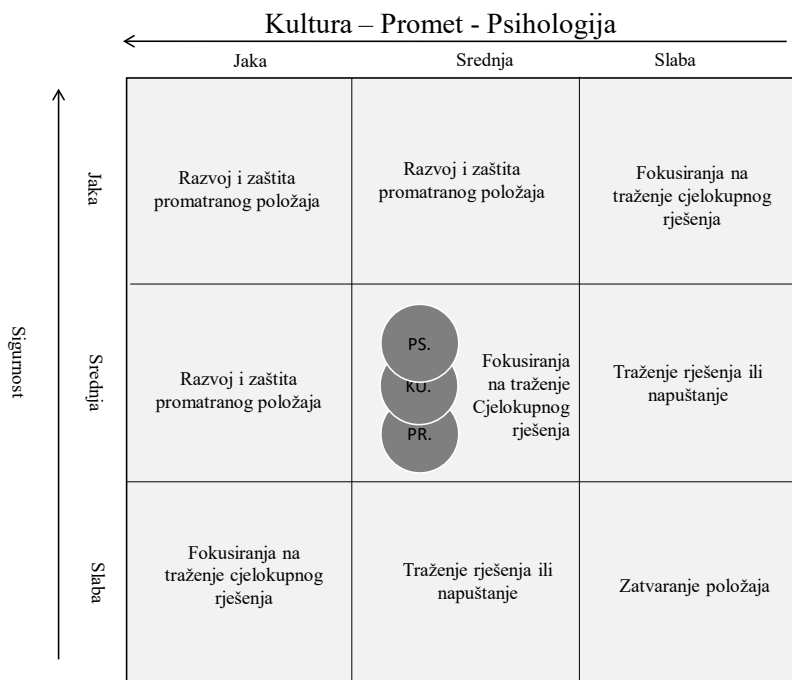 Kultura – Promet - Psihologija
Jaka
Srednja
Slaba
Sigurnost
Jaka
Razvoj i zaštita
promatranog položaja
Razvoj i zaštita
promatranog položaja
Fokusiranja na
traženje cjelokupnog
rješenja
Srednja
Razvoj i zaštita
promatranog položaja
PS.
KU.
PR.
Fokusiranja
na traženje
Cjelokupnog
rješenja
Traženje rješenja ili
napuštanje
Slaba
Fokusiranja na
traženje cjelokupnog
rješenja
Traženje rješenja ili
napuštanje
Zatvaranje položaja